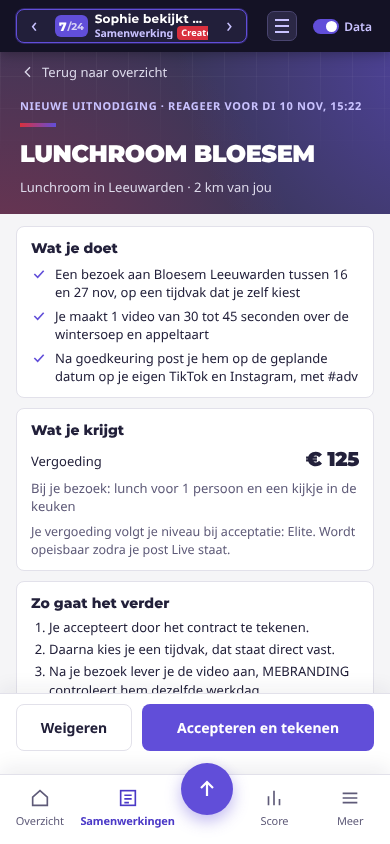 7/24
Sophie bekijkt ...
Samenwerking
Data
Terug naar overzicht
NIEUWE UITNODIGING · REAGEER VOOR DI 10 NOV, 15:22
LUNCHROOM BLOESEM
Lunchroom in Leeuwarden · 2 km van jou
Wat je doet
Een bezoek aan Bloesem Leeuwarden tussen 16
en 27 nov, op een tijdvak dat je zelf kiest
Je maakt 1 video van 30 tot 45 seconden over de
wintersoep en appeltaart
Na goedkeuring post je hem op de geplande
datum op je eigen TikTok en Instagram, met #adv
Wat je krijgt
Vergoeding
€ 125
Bij je bezoek: lunch voor 1 persoon en een kijkje in de
keuken
Je vergoeding volgt je niveau bij acceptatie: Elite. Wordt
opeisbaar zodra je post Live staat.
Zo gaat het verder
1. Je accepteert door het contract te tekenen.
2. Daarna kies je een tijdvak, dat staat direct vast.
3. Na je bezoek lever je de video aan, MEBRANDING
controleert hem dezelfde werkdag
Weigeren
Accepteren en tekenen
Overzicht
Samenwerkingen
Score
Meer